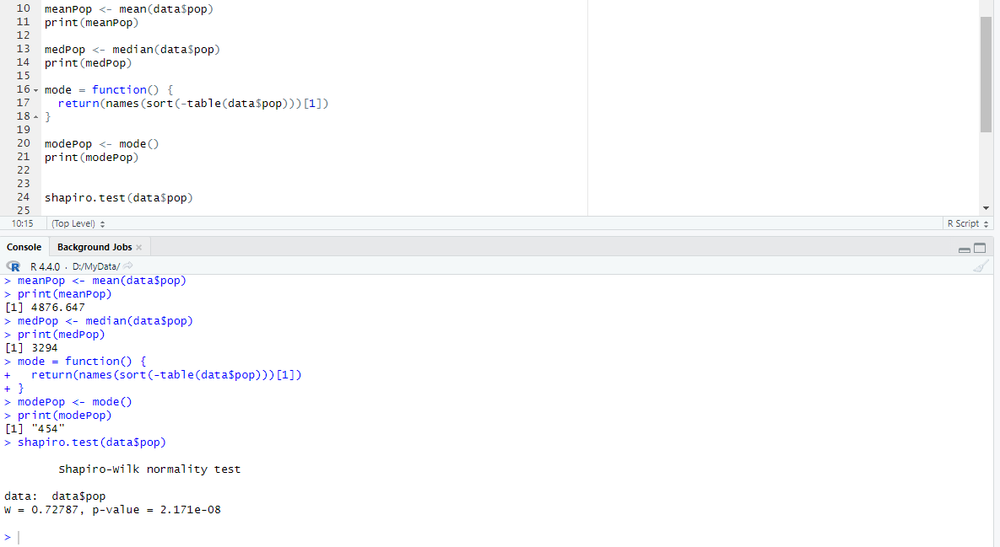 10 meanPop <- mean(data$pop)
11 print(meanPop)
12
13 medPop <- median(data$pop)
14 print(medPop)
15
16 mode = function() {
17   return(names(sort(-table(data$pop)))[1])
18 }
19
20 modePop <- mode()
21 print(modePop)
22
23
24 shapiro.test(data$pop)
25
10:15 (Top Level) R Script
Console Background Jobs
R R 4.4.0 · D:/MyData/
> meanPop <- mean(data$pop)
> print(meanPop)
[1] 4876.647
> medPop <- median(data$pop)
> print(medPop)
[1] 3294
> mode = function() {
+   return(names(sort(-table(data$pop)))[1])
+ }
> modePop <- mode()
> print(modePop)
[1] "454"
> shapiro.test(data$pop)
Shapiro-Wilk normality test
data:  data$pop
W = 0.72787, p-value = 2.171e-08
>